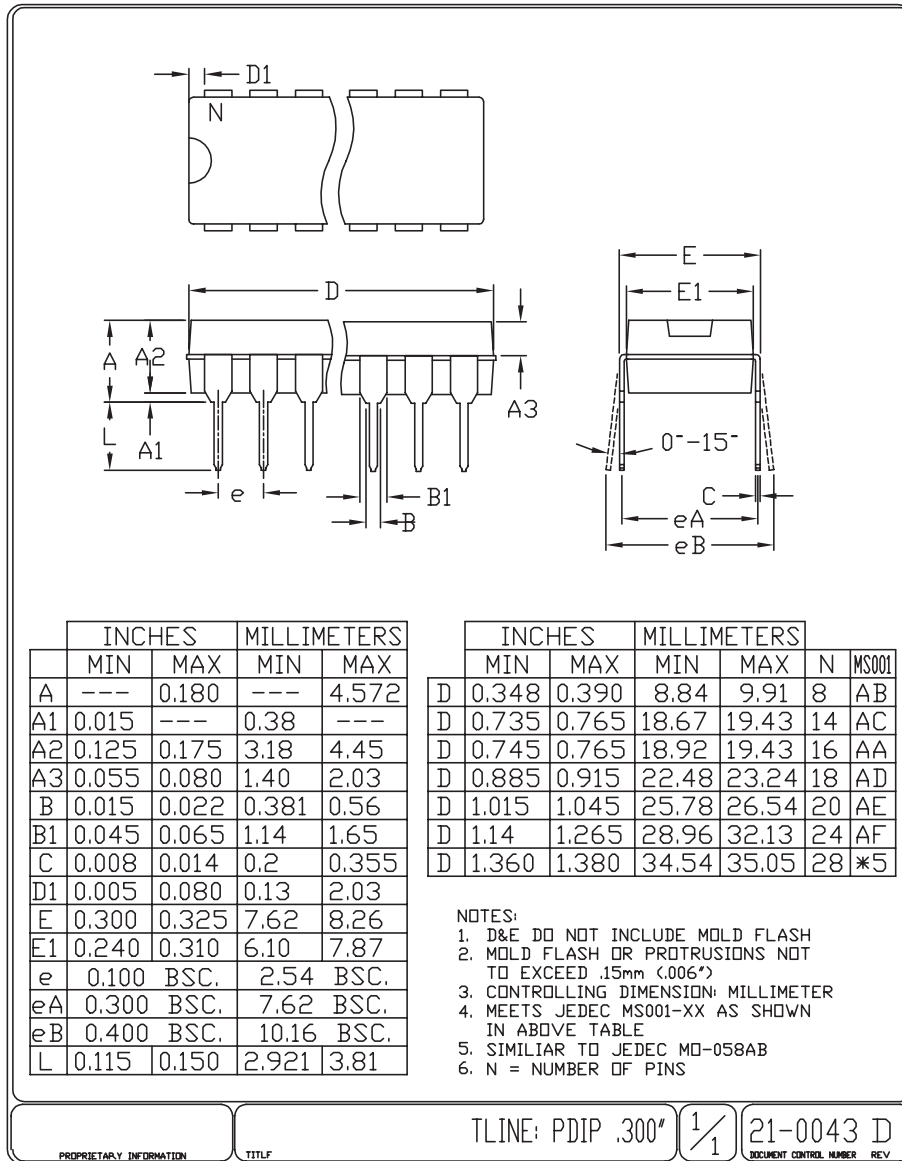 D1
N
D
E
E1
A
A2
A3
L
A1
0°-15°
e
B1
B
C
eA
eB
INCHES MILLIMETERS
MIN MAX MIN MAX
A --- 0.180 --- 4.572
A1 0.015 --- 0.38 ---
A2 0.125 0.175 3.18 4.45
A3 0.055 0.080 1.40 2.03
B 0.015 0.022 0.381 0.56
B1 0.045 0.065 1.14 1.65
C 0.008 0.014 0.2 0.355
D1 0.005 0.080 0.13 2.03
E 0.300 0.325 7.62 8.26
E1 0.240 0.310 6.10 7.87
e 0.100 BSC. 2.54 BSC.
eA 0.300 BSC. 7.62 BSC.
eB 0.400 BSC. 10.16 BSC.
L 0.115 0.150 2.921 3.81
INCHES MILLIMETERS
MIN MAX MIN MAX N MS001
D 0.348 0.390 8.84 9.91 8 AB
D 0.735 0.765 18.67 19.43 14 AC
D 0.745 0.765 18.92 19.43 16 AA
D 0.885 0.915 22.48 23.24 18 AD
D 1.015 1.045 25.78 26.54 20 AE
D 1.14 1.265 28.96 32.13 24 AF
D 1.360 1.380 34.54 35.05 28 *5
NOTES:
1. D&E DO NOT INCLUDE MOLD FLASH
2. MOLD FLASH OR PROTRUSIONS NOT
TO EXCEED .15mm (.006")
3. CONTROLLING DIMENSION: MILLIMETER
4. MEETS JEDEC MS001-XX AS SHOWN
IN ABOVE TABLE
5. SIMILIAR TO JEDEC MO-058AB
6. N = NUMBER OF PINS
PROPRIETARY INFORMATION
TITLE
TLINE: PDIP .300"
1/1
21-0043 D
DOCUMENT CONTROL NUMBER REV